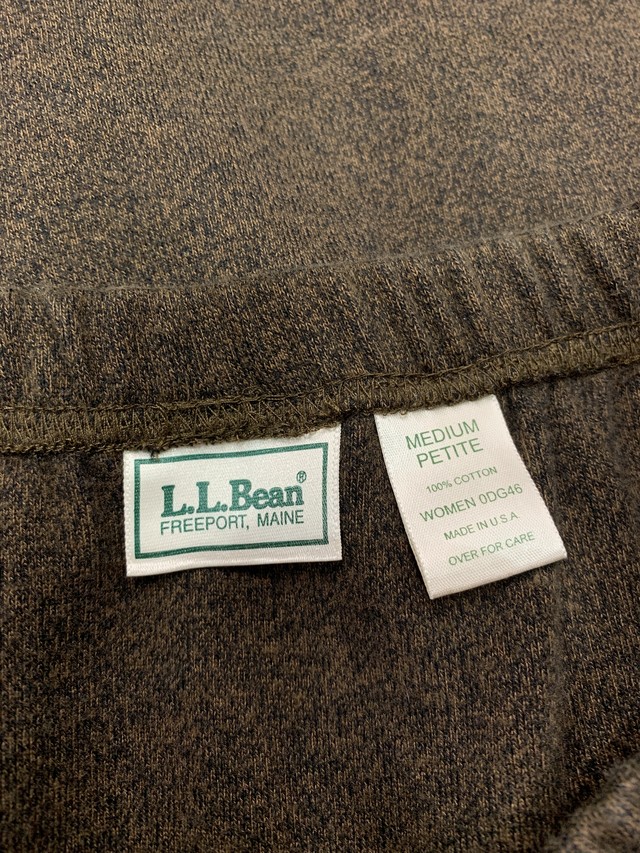 L.L.Bean®
FREEPORT, MAINE
MEDIUM
PETITE
100% COTTON
WOMEN 0DG46
MADE IN U.S.A.
OVER FOR CARE